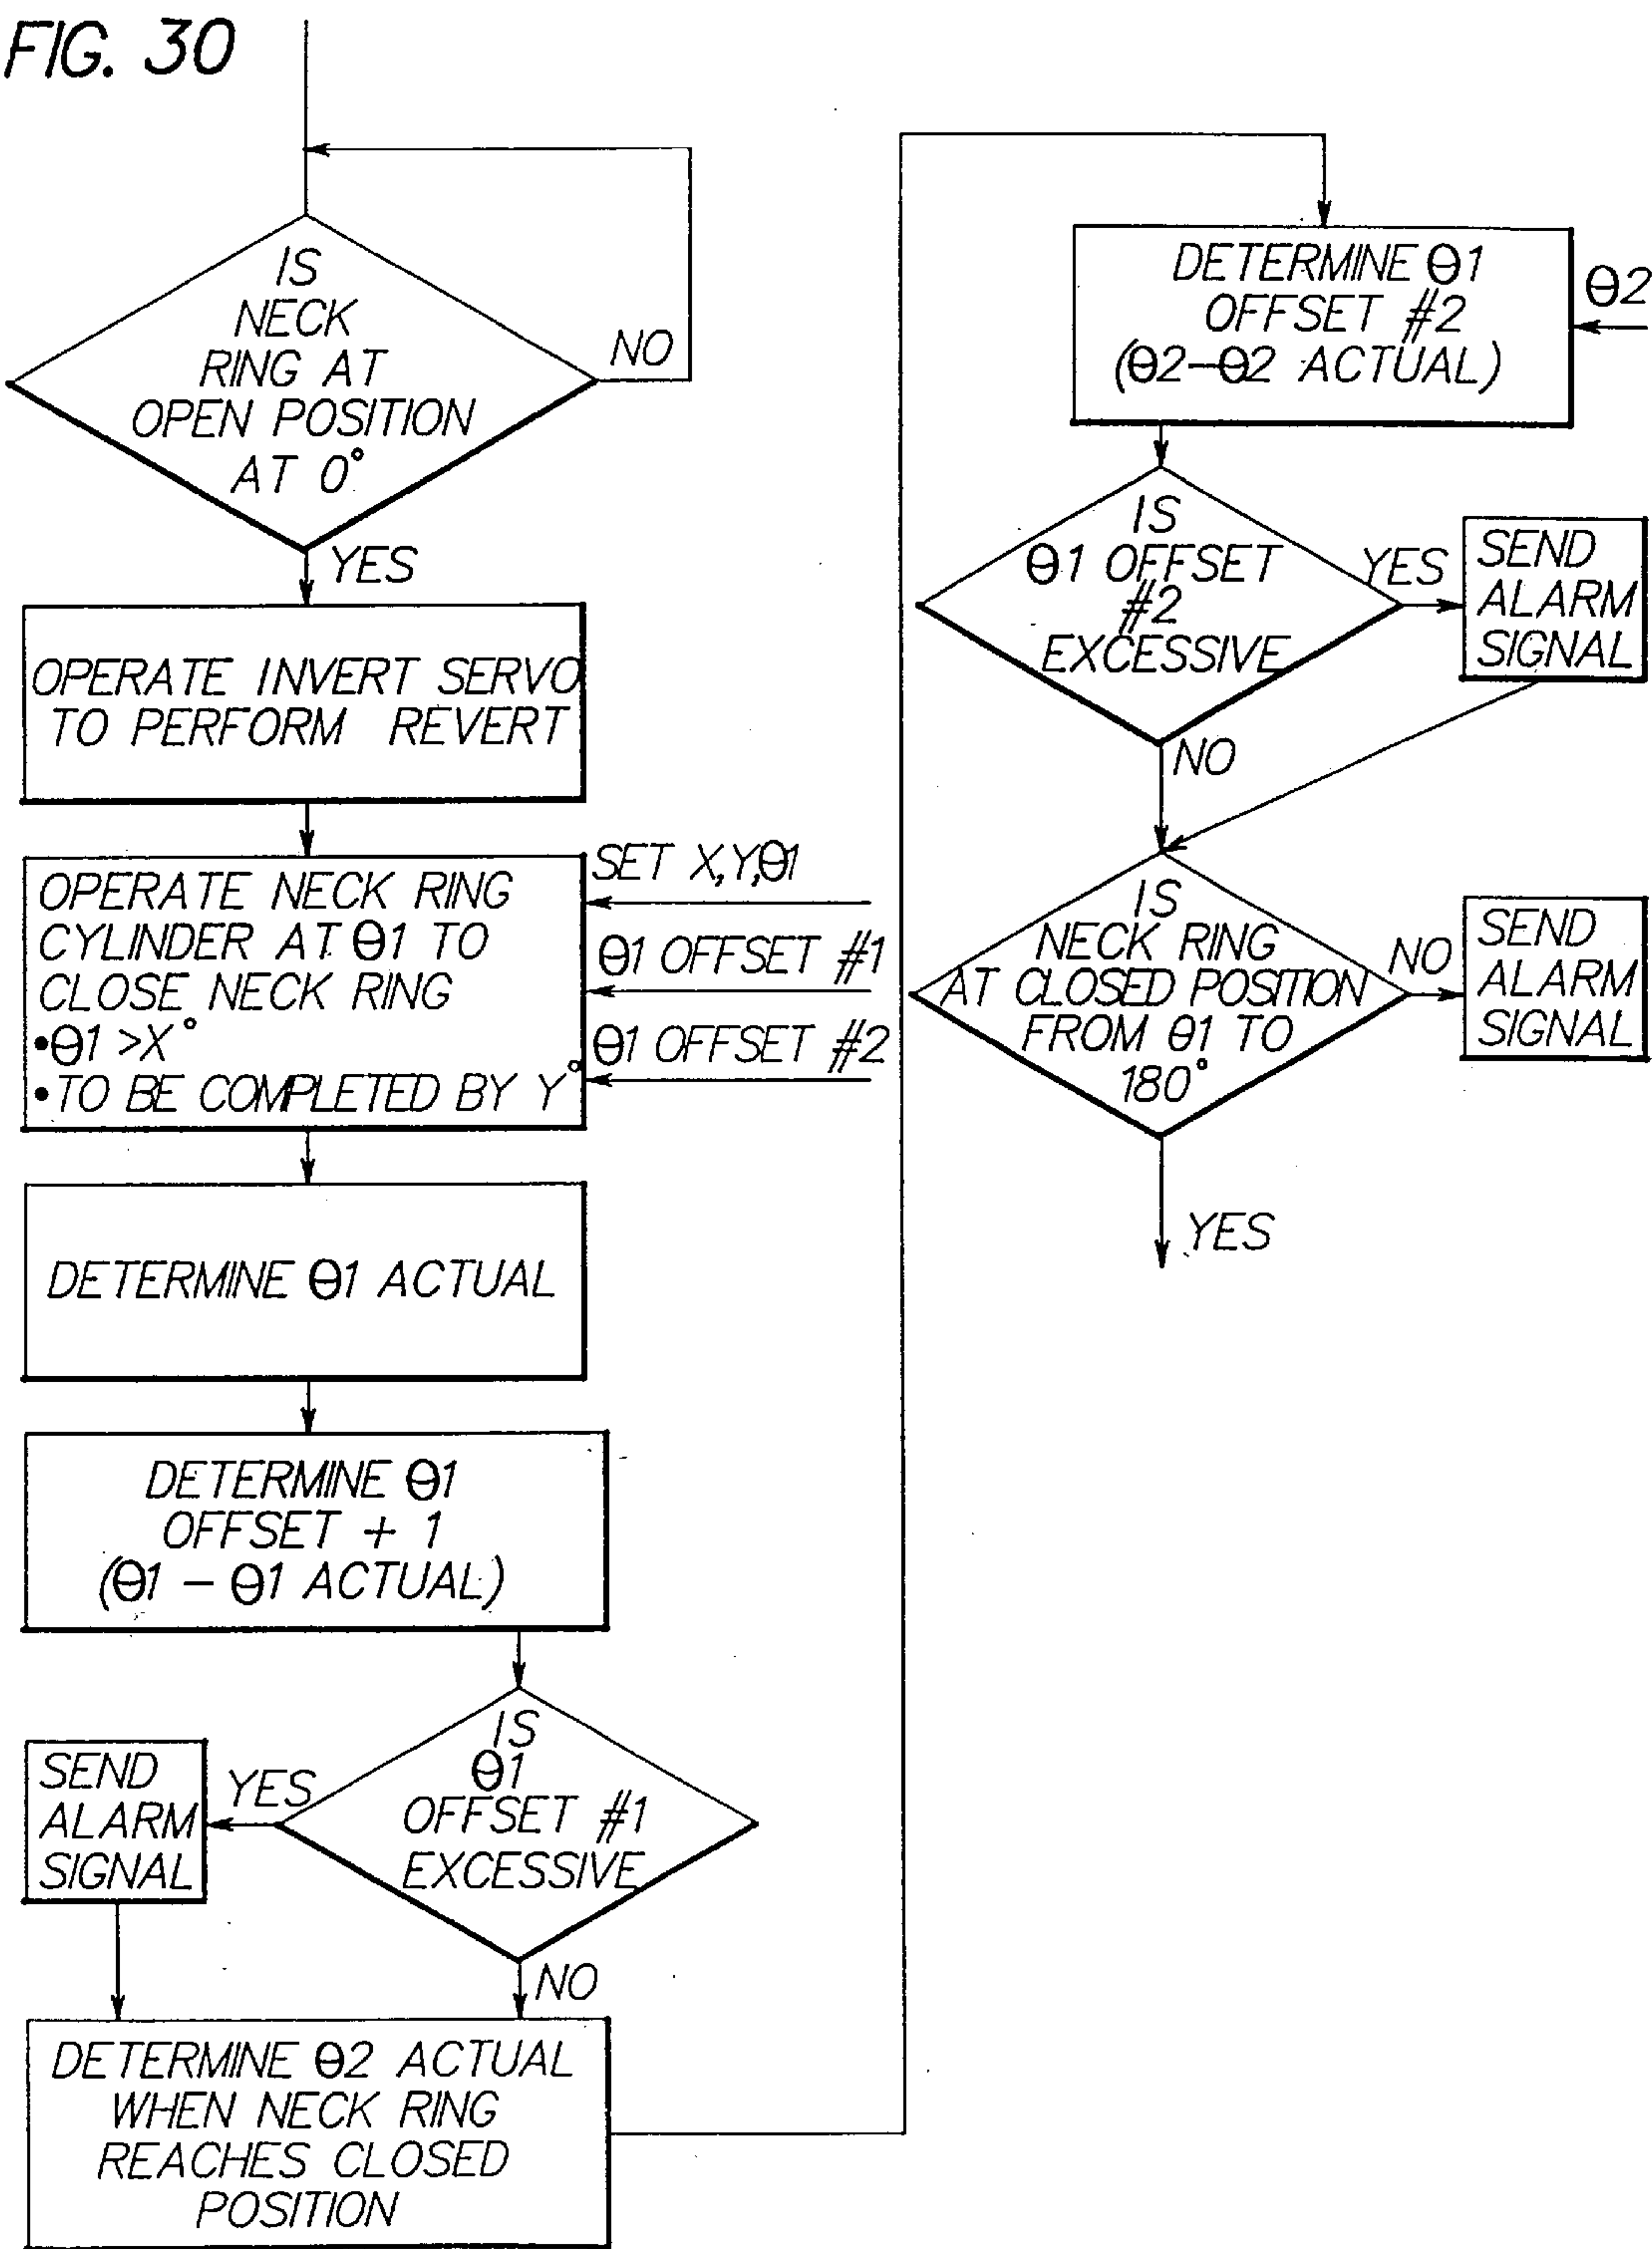 FIG. 30
IS
NECK
RING AT
OPEN POSITION
AT 0°
NO
YES
OPERATE INVERT SERVO
TO PERFORM REVERT
OPERATE NECK RING
CYLINDER AT Θ1 TO
CLOSE NECK RING
•Θ1 >X°
•TO BE COMPLETED BY Y°
SET X,Y,Θ1
Θ1 OFFSET #1
Θ1 OFFSET #2
DETERMINE Θ1 ACTUAL
DETERMINE Θ1
OFFSET + 1
(Θ1 – Θ1 ACTUAL)
IS
Θ1
OFFSET #1
EXCESSIVE
YES
SEND
ALARM
SIGNAL
NO
DETERMINE Θ2 ACTUAL
WHEN NECK RING
REACHES CLOSED
POSITION
DETERMINE Θ1
OFFSET #2
(Θ2–Θ2 ACTUAL)
Θ2
IS
Θ1 OFFSET
#2
EXCESSIVE
YES
SEND
ALARM
SIGNAL
NO
IS
NECK RING
AT CLOSED POSITION
FROM Θ1 TO
180°
NO
SEND
ALARM
SIGNAL
YES